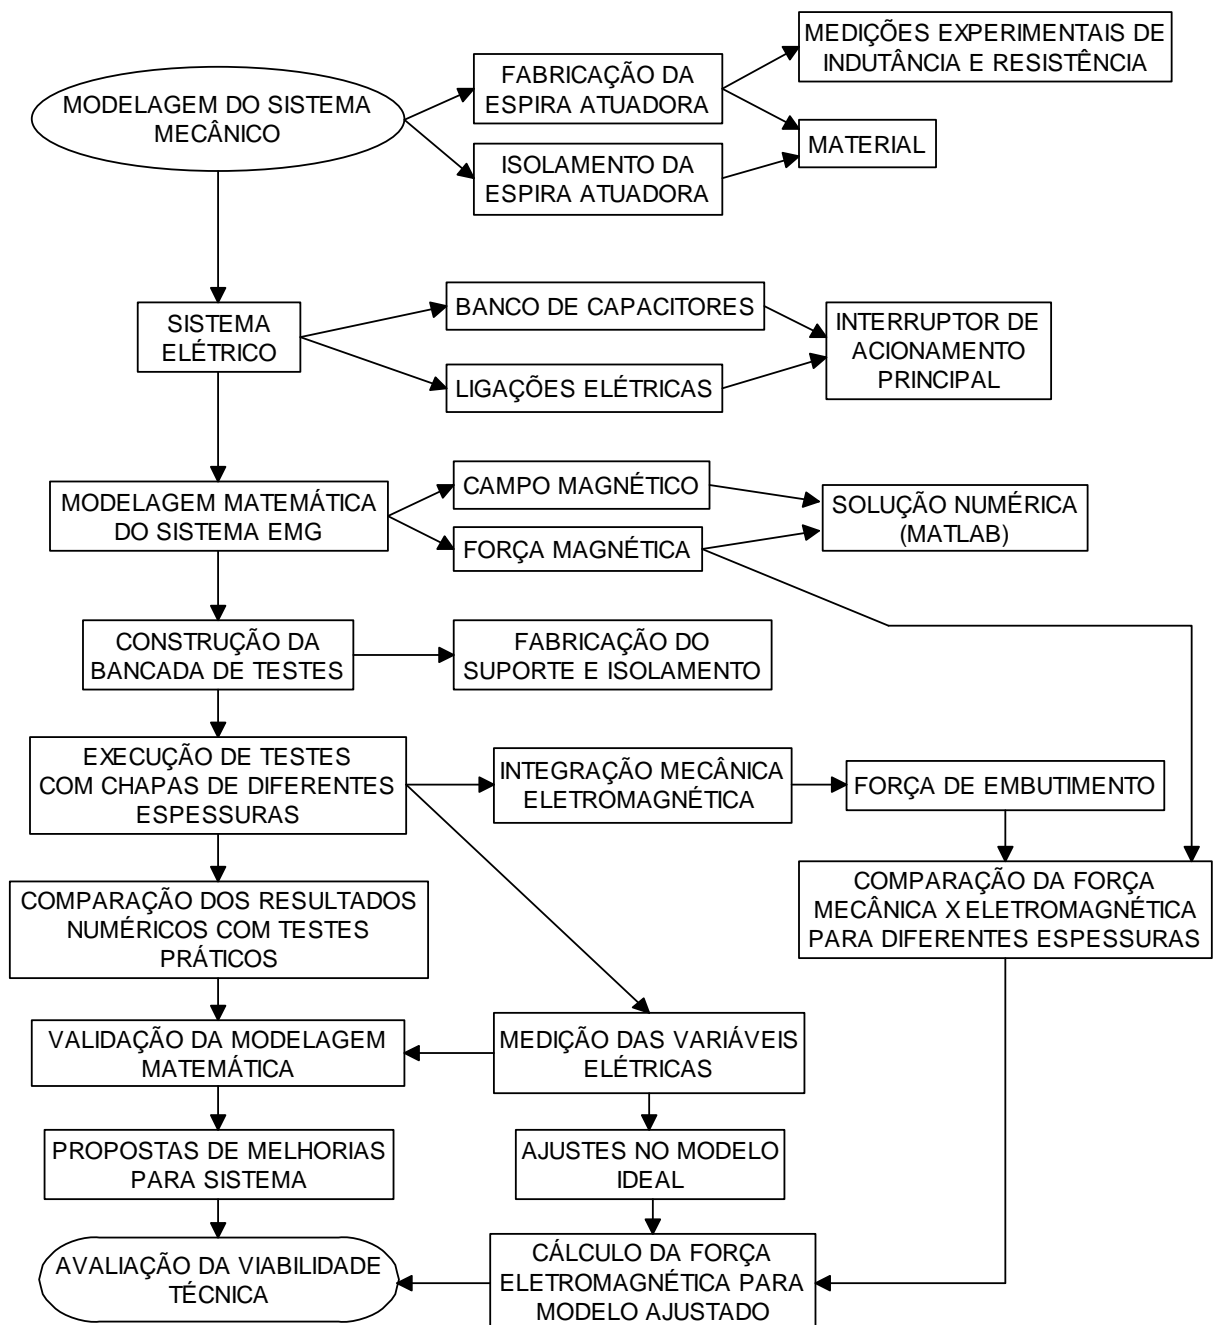 MODELAGEM DO SISTEMA
MECÂNICO
FABRICAÇÃO DA
ESPIRA ATUADORA
MEDIÇÕES EXPERIMENTAIS DE
INDUTÂNCIA E RESISTÊNCIA
MATERIAL
ISOLAMENTO DA
ESPIRA ATUADORA
SISTEMA
ELÉTRICO
BANCO DE CAPACITORES
LIGAÇÕES ELÉTRICAS
INTERRUPTOR DE
ACIONAMENTO
PRINCIPAL
MODELAGEM MATEMÁTICA
DO SISTEMA EMG
CAMPO MAGNÉTICO
FORÇA MAGNÉTICA
SOLUÇÃO NUMÉRICA
(MATLAB)
CONSTRUÇÃO DA
BANCADA DE TESTES
FABRICAÇÃO DO
SUPORTE E ISOLAMENTO
EXECUÇÃO DE TESTES
COM CHAPAS DE DIFERENTES
ESPESSURAS
INTEGRAÇÃO MECÂNICA
ELETROMAGNÉTICA
FORÇA DE EMBUTIMENTO
COMPARAÇÃO DOS RESULTADOS
NUMÉRICOS COM TESTES
PRÁTICOS
COMPARAÇÃO DA FORÇA
MECÂNICA X ELETROMAGNÉTICA
PARA DIFERENTES ESPESSURAS
VALIDAÇÃO DA MODELAGEM
MATEMÁTICA
MEDIÇÃO DAS VARIÁVEIS
ELÉTRICAS
PROPOSTAS DE MELHORIAS
PARA SISTEMA
AJUSTES NO MODELO
IDEAL
AVALIAÇÃO DA VIABILIDADE
TÉCNICA
CÁLCULO DA FORÇA
ELETROMAGNÉTICA PARA
MODELO AJUSTADO